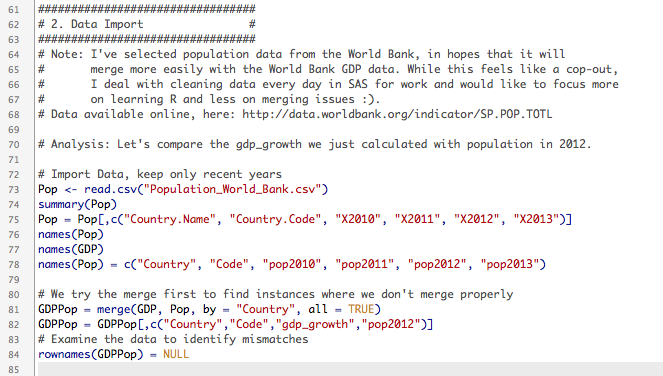 61 ##################################
62 # 2. Data Import #
63 ##################################
64 # Note: I've selected population data from the World Bank, in hopes that it will
65 # merge more easily with the World Bank GDP data. While this feels like a cop-out,
66 # I deal with cleaning data every day in SAS for work and would like to focus more
67 # on learning R and less on merging issues :).
68 # Data available online, here: http://data.worldbank.org/indicator/SP.POP.TOTL
69
70 # Analysis: Let's compare the gdp_growth we just calculated with population in 2012.
71
72 # Import Data, keep only recent years
73 Pop <- read.csv("Population_World_Bank.csv")
74 summary(Pop)
75 Pop = Pop[,c("Country.Name", "Country.Code", "X2010", "X2011", "X2012", "X2013")]
76 names(Pop)
77 names(GDP)
78 names(Pop) = c("Country", "Code", "pop2010", "pop2011", "pop2012", "pop2013")
79
80 # We try the merge first to find instances where we don't merge properly
81 GDPPop = merge(GDP, Pop, by = "Country", all = TRUE)
82 GDPPop = GDPPop[,c("Country","Code","gdp_growth","pop2012")]
83 # Examine the data to identify mismatches
84 rownames(GDPPop) = NULL
85